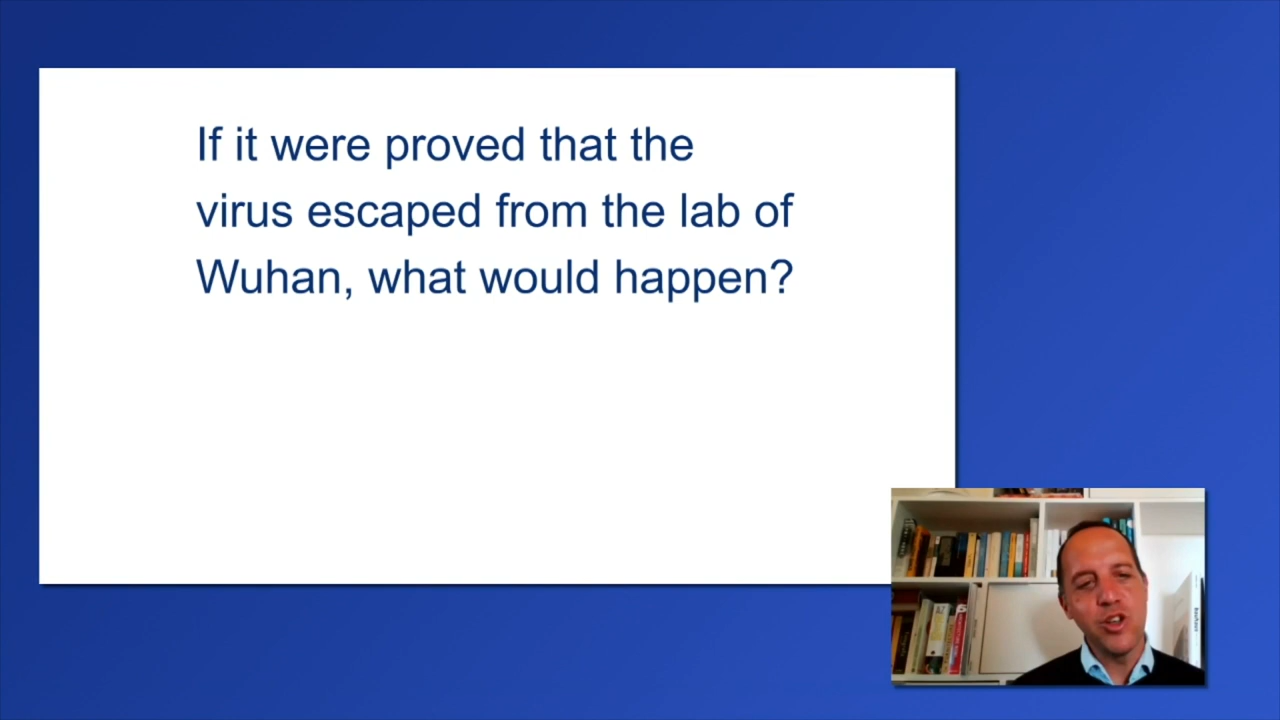 If it were proved that the
virus escaped from the lab of
Wuhan, what would happen?